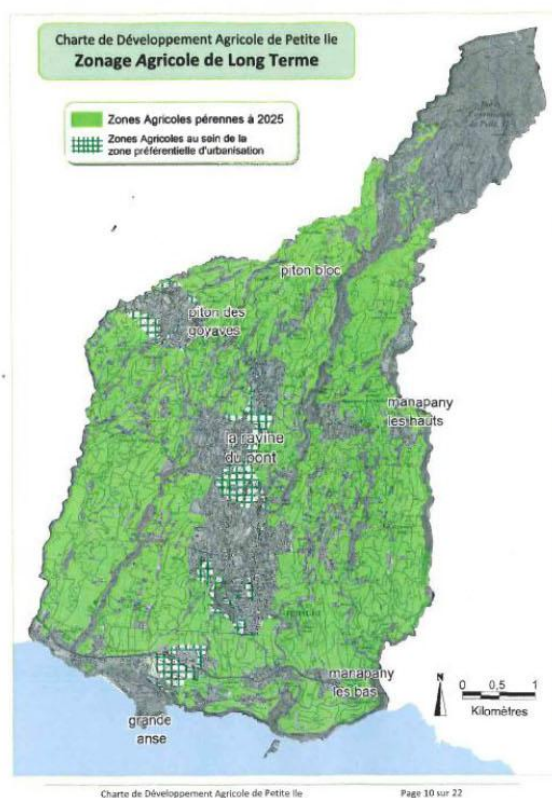 Charte de Développement Agricole de Petite Ile
Zonage Agricole de Long Terme
Zones Agricoles pérennes à 2025
Zones Agricoles au sein de la
zone préférentielle d'urbanisation
piton bloc
piton des
goyaves
manapany
les hauts
la ravine
du pont
manapany
les bas
grande
anse
N
0 0,5 1
Kilomètres
Charte de Développement Agricole de Petite Ile
Page 10 sur 22